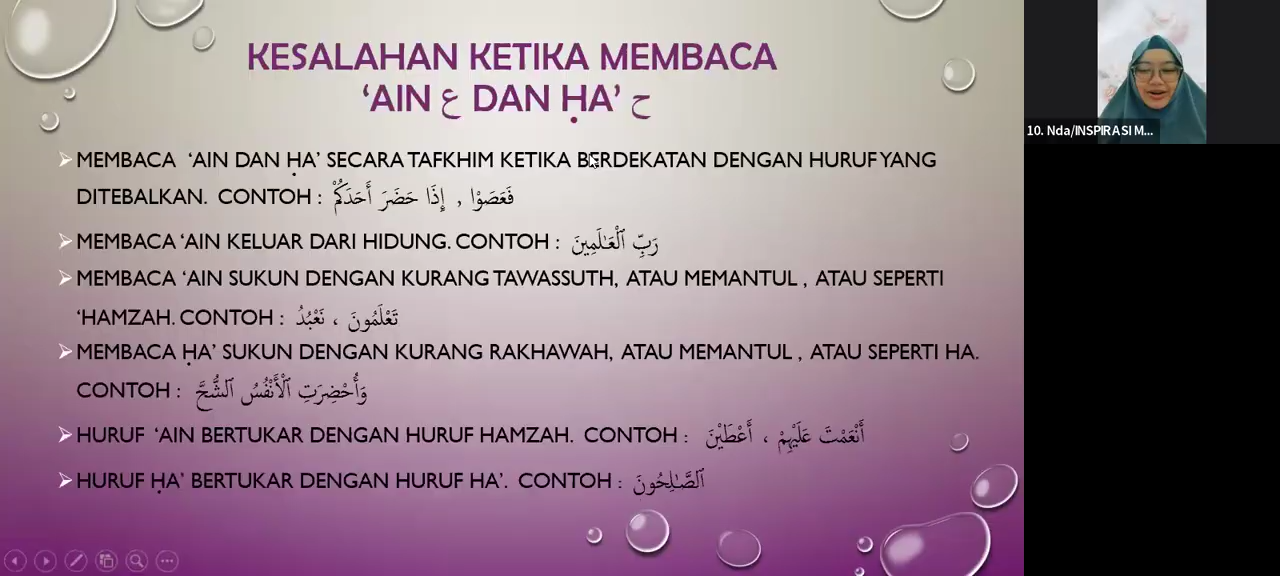 KESALAHAN KETIKA MEMBACA
‘AIN ع DAN ḤA’ ح
MEMBACA ‘AIN DAN ḤA’ SECARA TAFKHIM KETIKA BERDEKATAN DENGAN HURUF YANG
DITEBALKAN. CONTOH : فَعَصَوْا , إِذَا حَضَرَ أَحَدَكُمْ
MEMBACA ‘AIN KELUAR DARI HIDUNG. CONTOH : رَبِّ ٱلْعَـٰلَمِينَ
MEMBACA ‘AIN SUKUN DENGAN KURANG TAWASSUTH, ATAU MEMANTUL , ATAU SEPERTI
‘HAMZAH. CONTOH : تَعْلَمُونَ ، نَعْبُدُ
MEMBACA ḤA’ SUKUN DENGAN KURANG RAKHAWAH, ATAU MEMANTUL , ATAU SEPERTI HA.
CONTOH : وَأُحْضِرَتِ ٱلْأَنْفُسُ ٱلشُّحَّ
HURUF ‘AIN BERTUKAR DENGAN HURUF HAMZAH. CONTOH : أَنْعَمْتَ عَلَيْهِمْ ، أَعْطَيْنَ
HURUF ḤA’ BERTUKAR DENGAN HURUF HA’. CONTOH : ٱلصَّـٰلِحُونَ
10. Nda/INSPIRASI M...